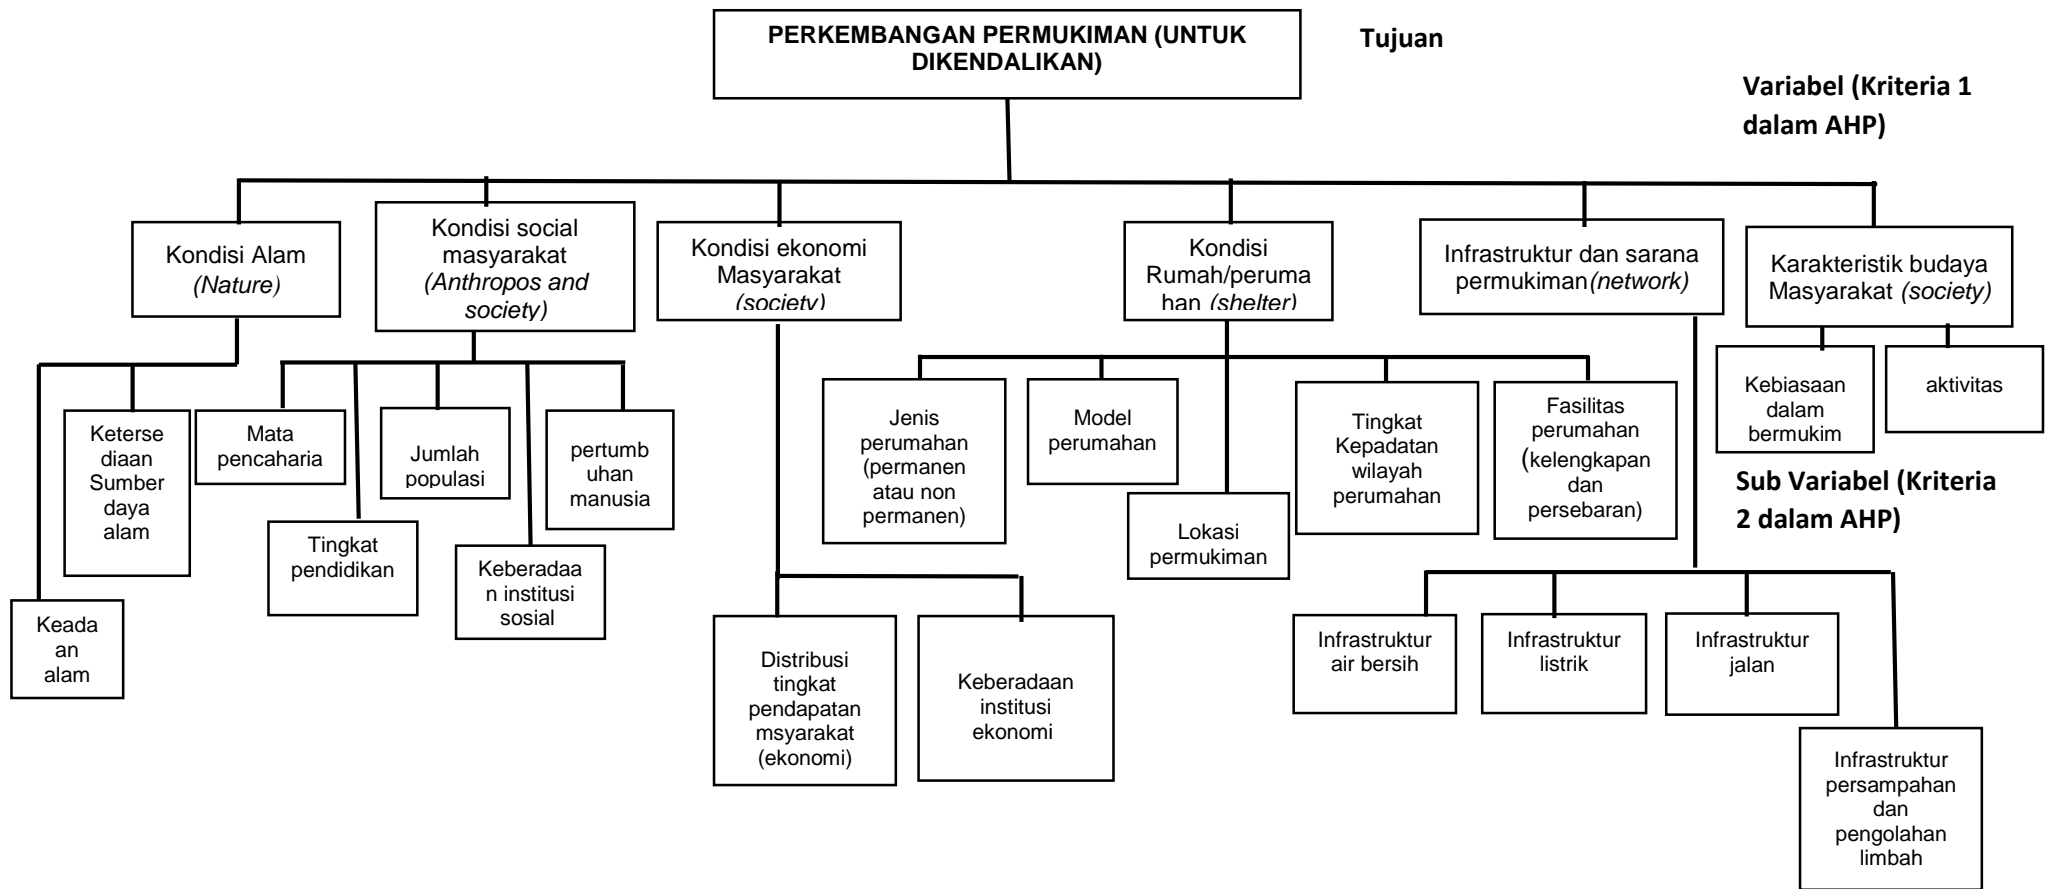 PERKEMBANGAN PERMUKIMAN (UNTUK
DIKENDALIKAN)
Tujuan
Variabel (Kriteria 1
dalam AHP)
Kondisi Alam
(Nature)
Kondisi social
masyarakat
(Anthropos and
society)
Kondisi ekonomi
Masyarakat
(society)
Kondisi
Rumah/peruma
han (shelter)
Infrastruktur dan sarana
permukiman(network)
Karakteristik budaya
Masyarakat (society)
Keada
an
alam
Keterse
diaan
Sumber
daya
alam
Mata
pencaharia
Tingkat
pendidikan
Jumlah
populasi
Keberadaa
n institusi
sosial
pertumb
uhan
manusia
Distribusi
tingkat
pendapatan
msyarakat
(ekonomi)
Keberadaan
institusi
ekonomi
Jenis
perumahan
(permanen
atau non
permanen)
Model
perumahan
Lokasi
permukiman
Tingkat
Kepadatan
wilayah
perumahan
Fasilitas
perumahan
(kelengkapan
dan
persebaran)
Infrastruktur
air bersih
Infrastruktur
listrik
Infrastruktur
jalan
Infrastruktur
persampahan
dan
pengolahan
limbah
Kebiasaan
dalam
bermukim
aktivitas
Sub Variabel (Kriteria
2 dalam AHP)